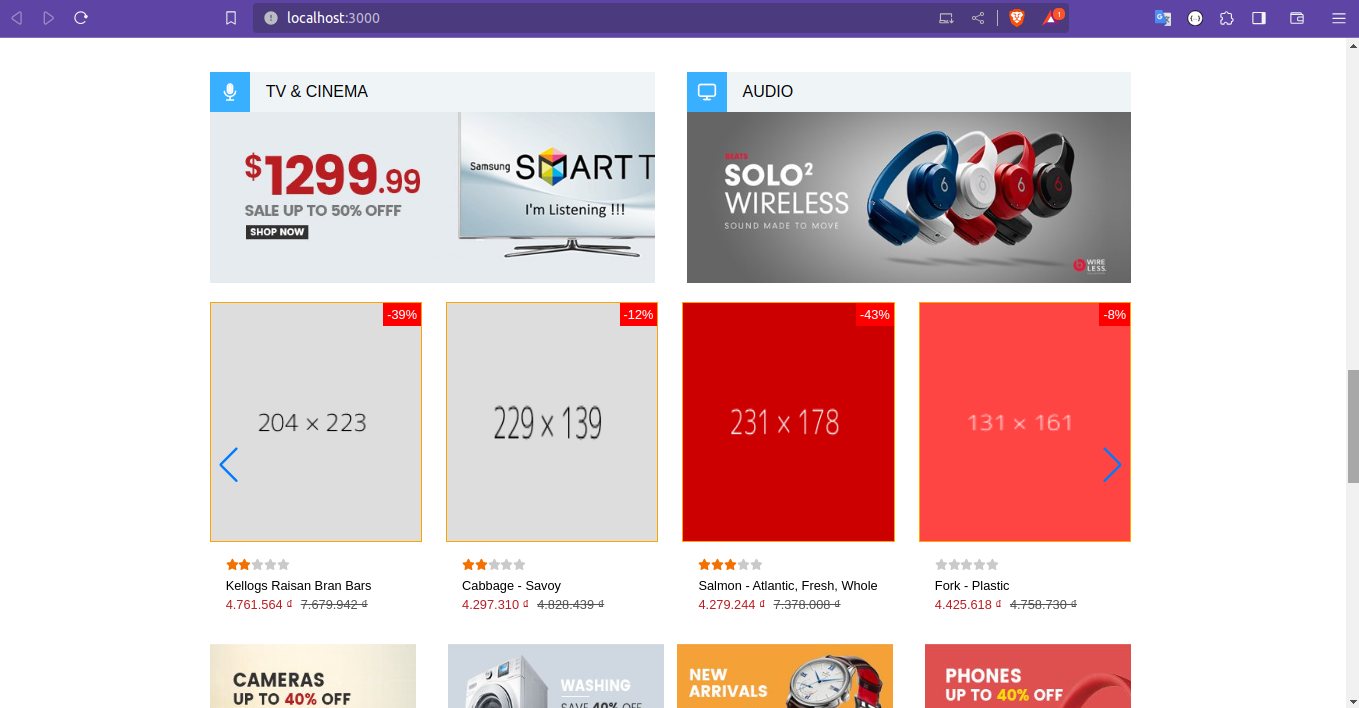 localhost:3000
1
TV & CINEMA
AUDIO
$1299.99
SALE UP TO 50% OFFF
SHOP NOW
Samsung SMART T
I'm Listening !!!
BEATS
SOLO²
WIRELESS
SOUND MADE TO MOVE
WIRE
LESS.
-39%
-12%
-43%
-8%
204 × 223
229 x 139
231 x 178
131 × 161
Kellogs Raisan Bran Bars
4.761.564 ₫ 7.679.942 ₫
Cabbage - Savoy
4.297.310 ₫ 4.828.439 ₫
Salmon - Atlantic, Fresh, Whole
4.279.244 ₫ 7.378.008 ₫
Fork - Plastic
4.425.618 ₫ 4.758.730 ₫
CAMERAS
UP TO 40% OFF
WASHING
SAVE 40% OFF
NEW
ARRIVALS
PHONES
UP TO 40% OFF